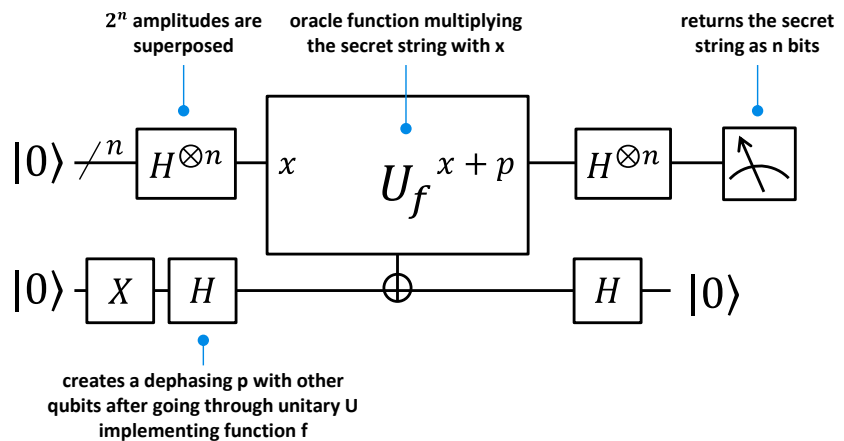 2ⁿ amplitudes are
superposed
oracle function multiplying
the secret string with x
returns the secret
string as n bits
|0⟩ n H⊗n x U_f x + p H⊗n
|0⟩ X H H |0⟩
creates a dephasing p with other
qubits after going through unitary U
implementing function f